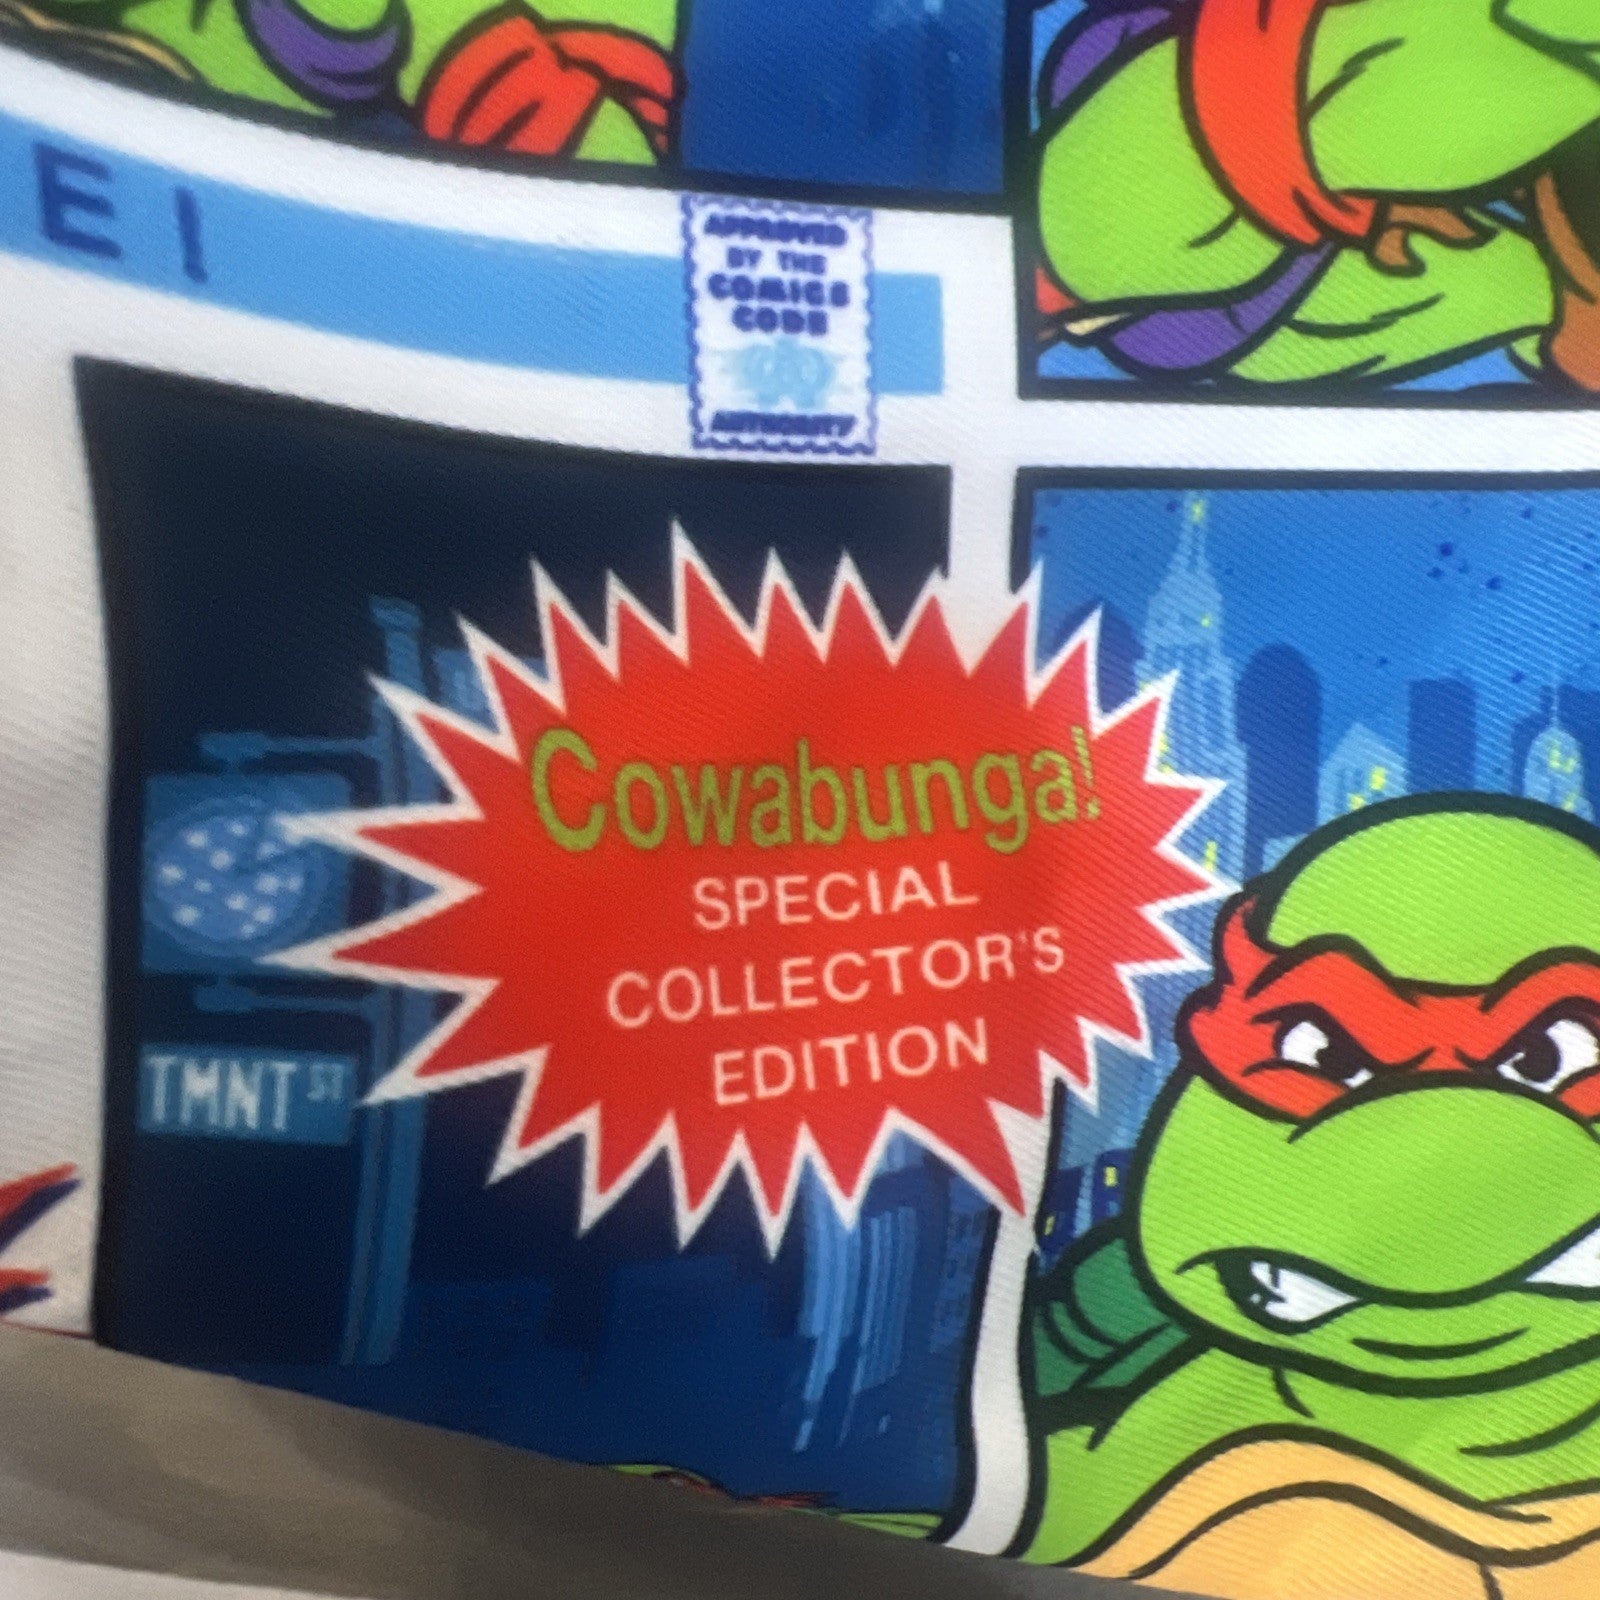 E!
APPROVED
BY THE
COMICS
CODE
AUTHORITY
Cowabunga!
SPECIAL
COLLECTOR'S
EDITION
TMNT ST